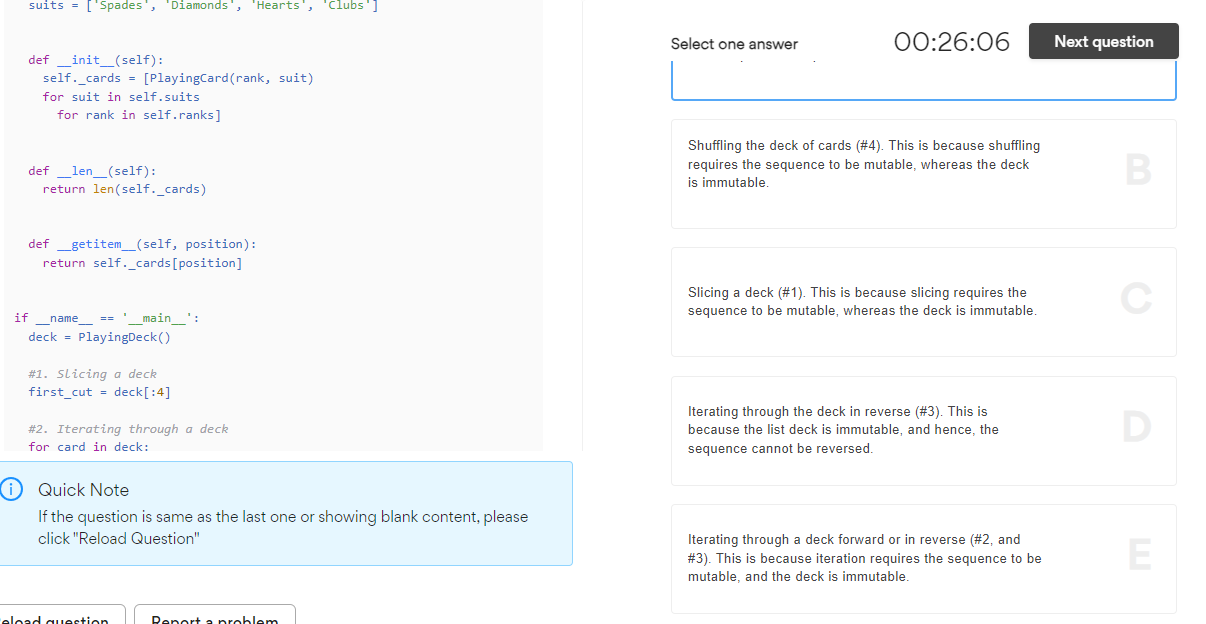 suits = ['Spades', 'Diamonds', 'Hearts', 'Clubs']
def __init__(self):
self._cards = [PlayingCard(rank, suit)
for suit in self.suits
for rank in self.ranks]
def __len__(self):
return len(self._cards)
def __getitem__(self, position):
return self._cards[position]
if __name__ == '__main__':
deck = PlayingDeck()
#1. Slicing a deck
first_cut = deck[:4]
#2. Iterating through a deck
for card in deck:
Quick Note
If the question is same as the last one or showing blank content, please
click "Reload Question"
Reload question
Report a problem
Select one answer
00:26:06
Next question
Shuffling the deck of cards (#4). This is because shuffling
requires the sequence to be mutable, whereas the deck
is immutable.
B
Slicing a deck (#1). This is because slicing requires the
sequence to be mutable, whereas the deck is immutable.
C
Iterating through the deck in reverse (#3). This is
because the list deck is immutable, and hence, the
sequence cannot be reversed.
D
Iterating through a deck forward or in reverse (#2, and
#3). This is because iteration requires the sequence to be
mutable, and the deck is immutable.
E